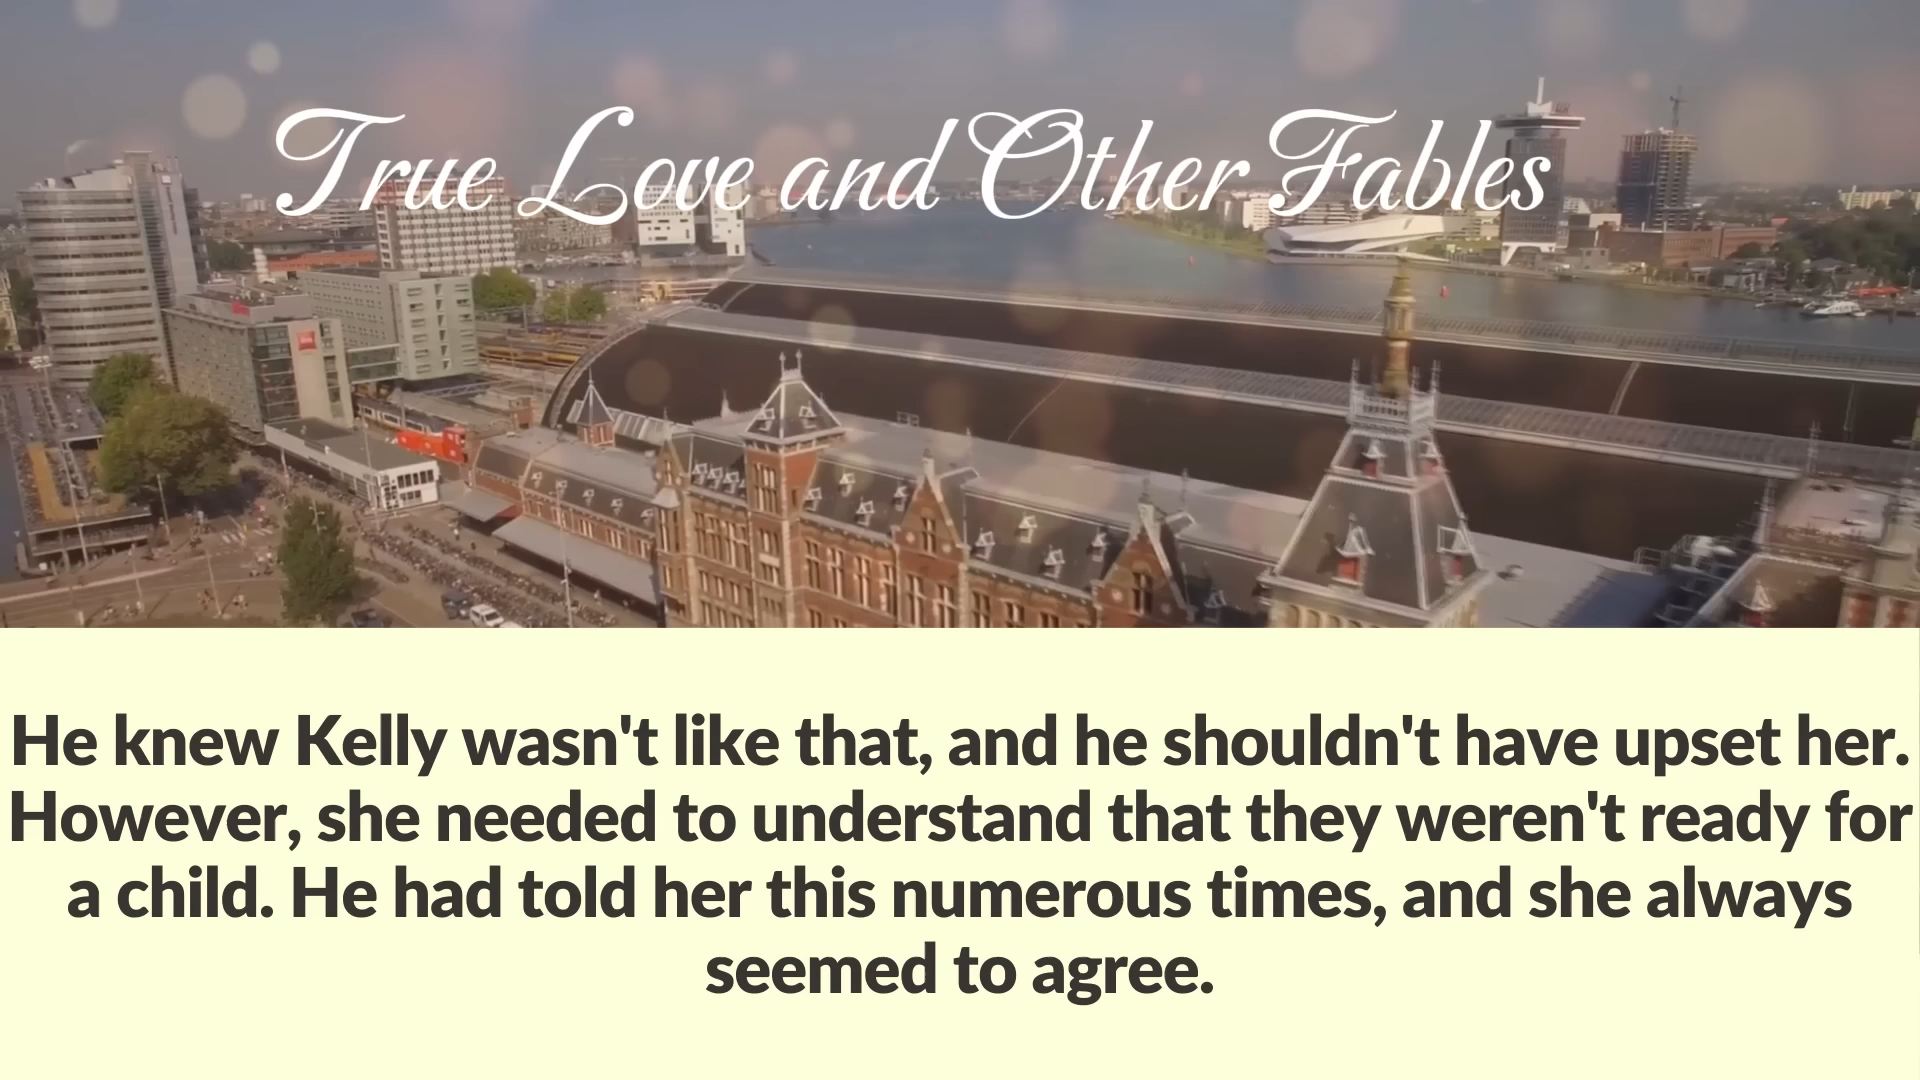 True Love and Other Fables
He knew Kelly wasn't like that, and he shouldn't have upset her.
However, she needed to understand that they weren't ready for
a child. He had told her this numerous times, and she always
seemed to agree.